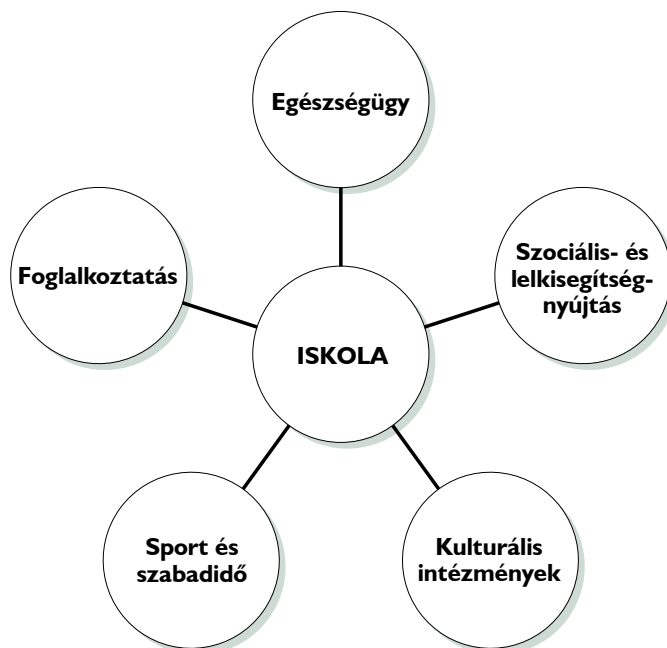 Egészségügy
Foglalkoztatás
Szociális- és
lelkisegítség-
nyújtás
ISKOLA
Sport és
szabadidő
Kulturális
intézmények